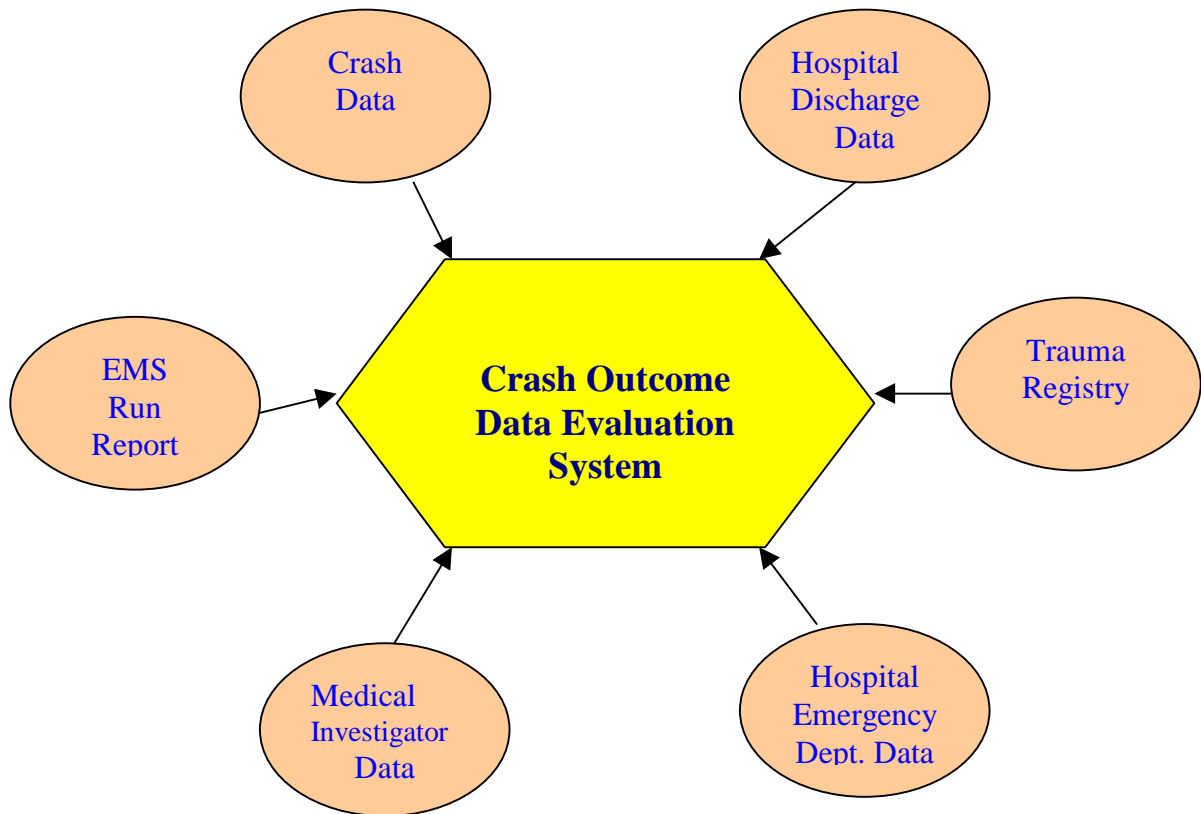 Crash
Data
Hospital
Discharge
Data
EMS
Run
Report
Crash Outcome
Data Evaluation
System
Trauma
Registry
Medical
Investigator
Data
Hospital
Emergency
Dept. Data